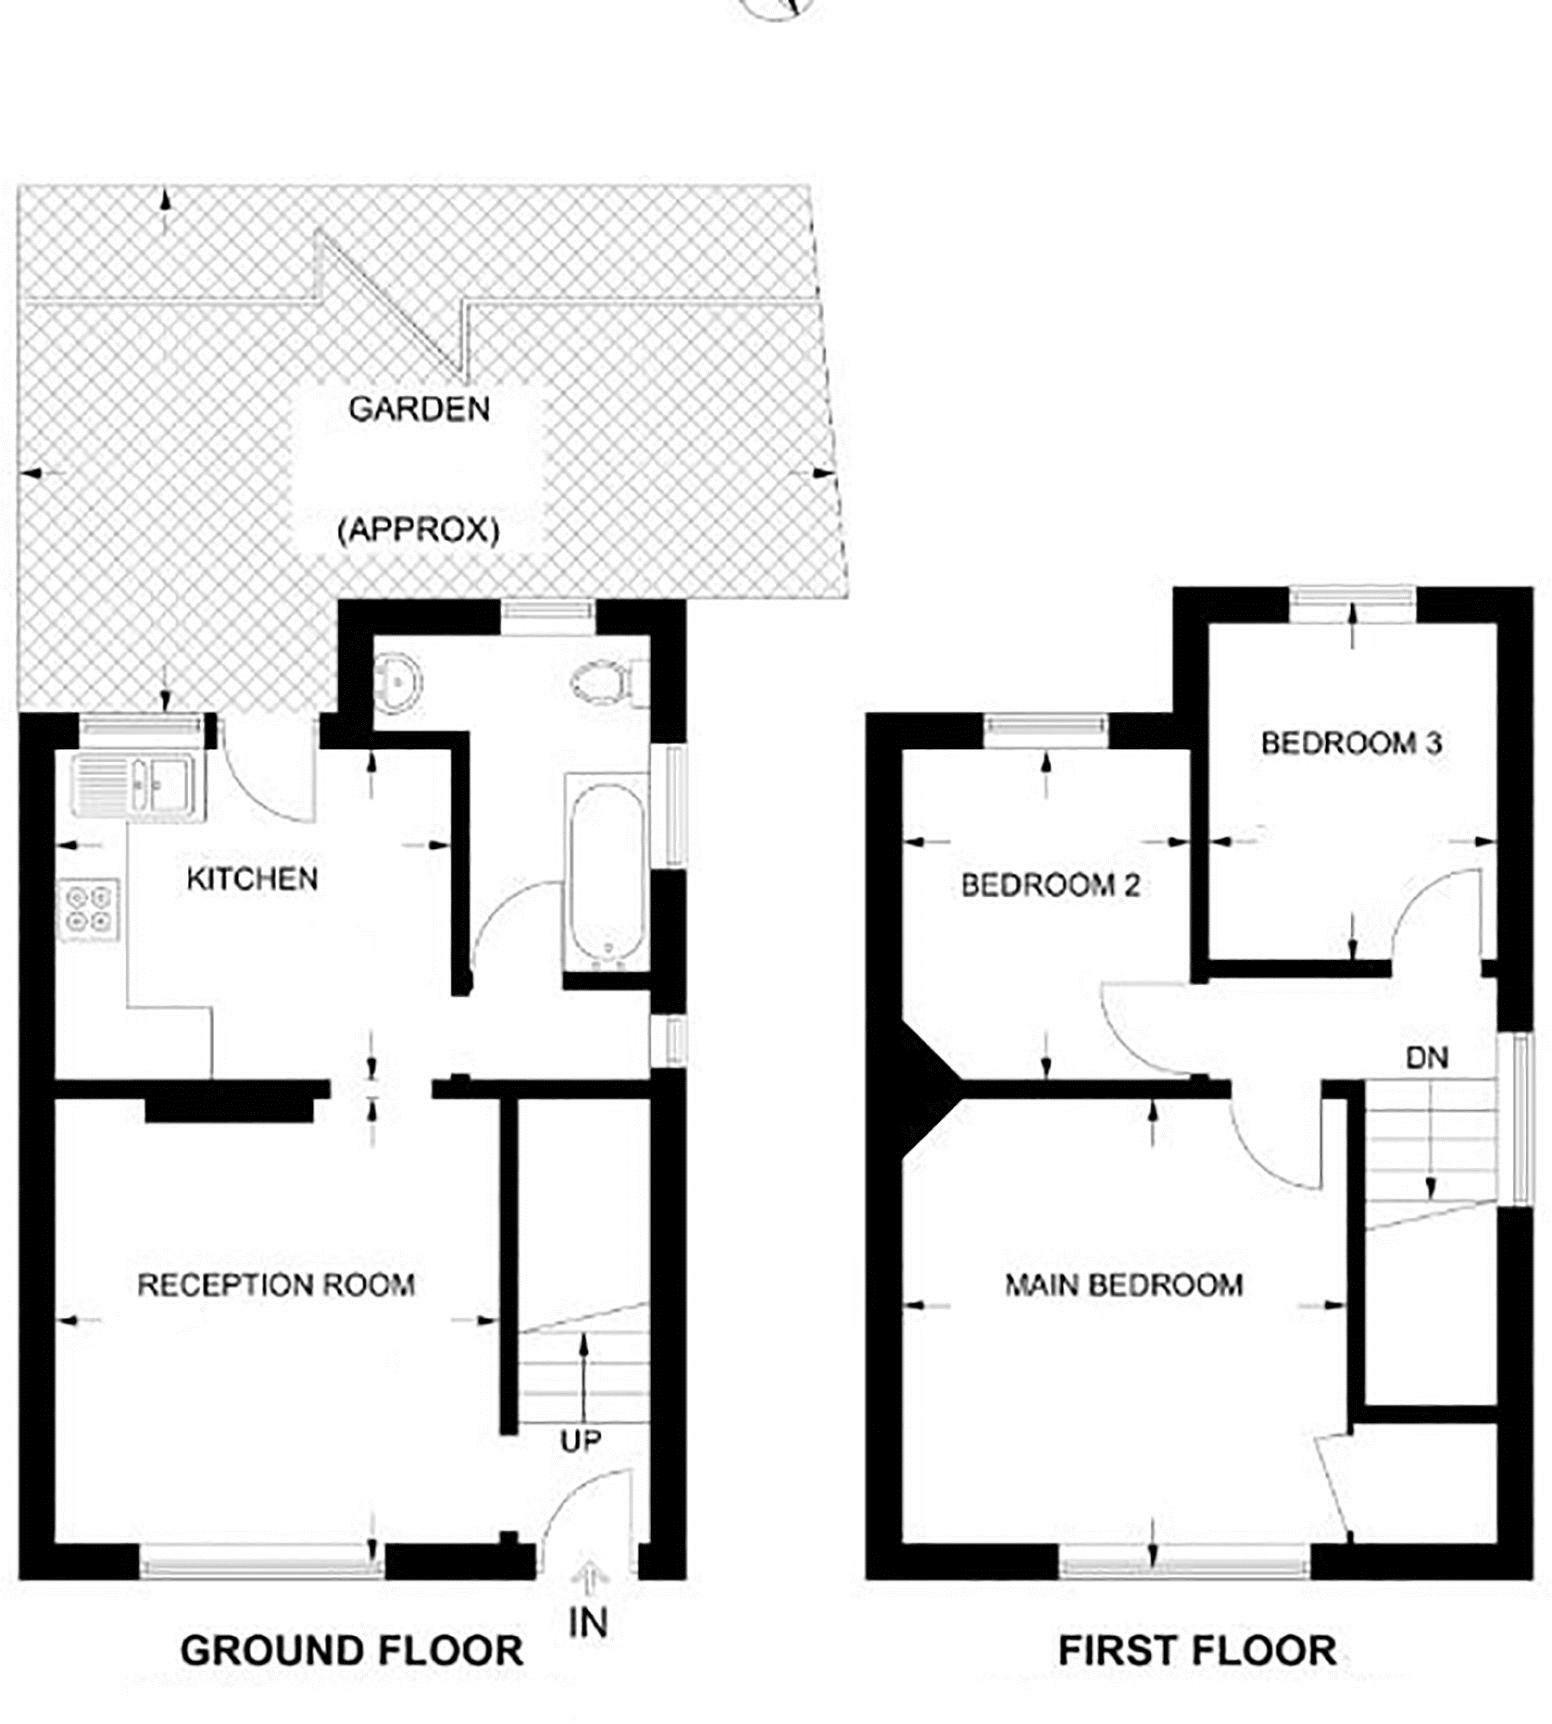 GARDEN
(APPROX)
KITCHEN
RECEPTION ROOM
UP
IN
GROUND FLOOR
BEDROOM 3
BEDROOM 2
DN
MAIN BEDROOM
FIRST FLOOR